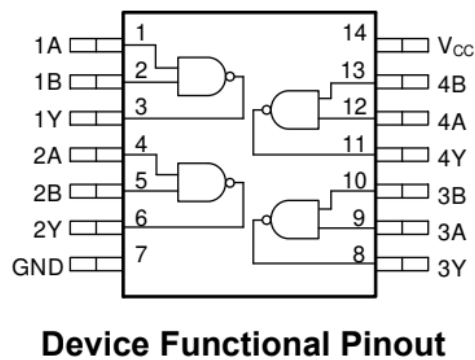 1A 1 14 VCC
1B 2 13 4B
1Y 3 12 4A
2A 4 11 4Y
2B 5 10 3B
2Y 6 9 3A
GND 7 8 3Y
Device Functional Pinout